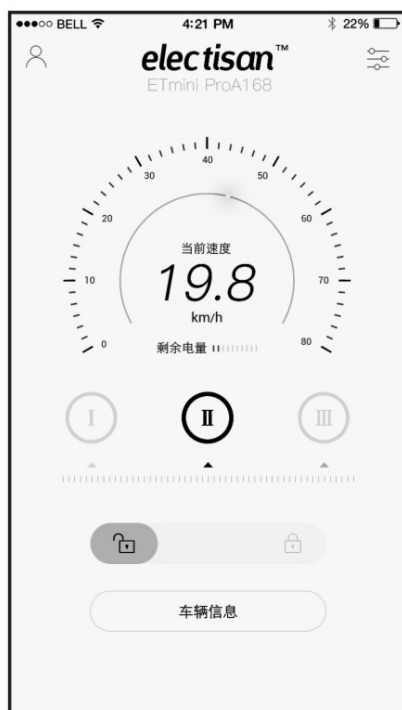 BELL 4:21 PM 22%
electisan™
ETmini ProA168
40
30 50
20 60
当前速度
10 19.8 70
km/h
0 剩余电量 80
I II III
车辆信息